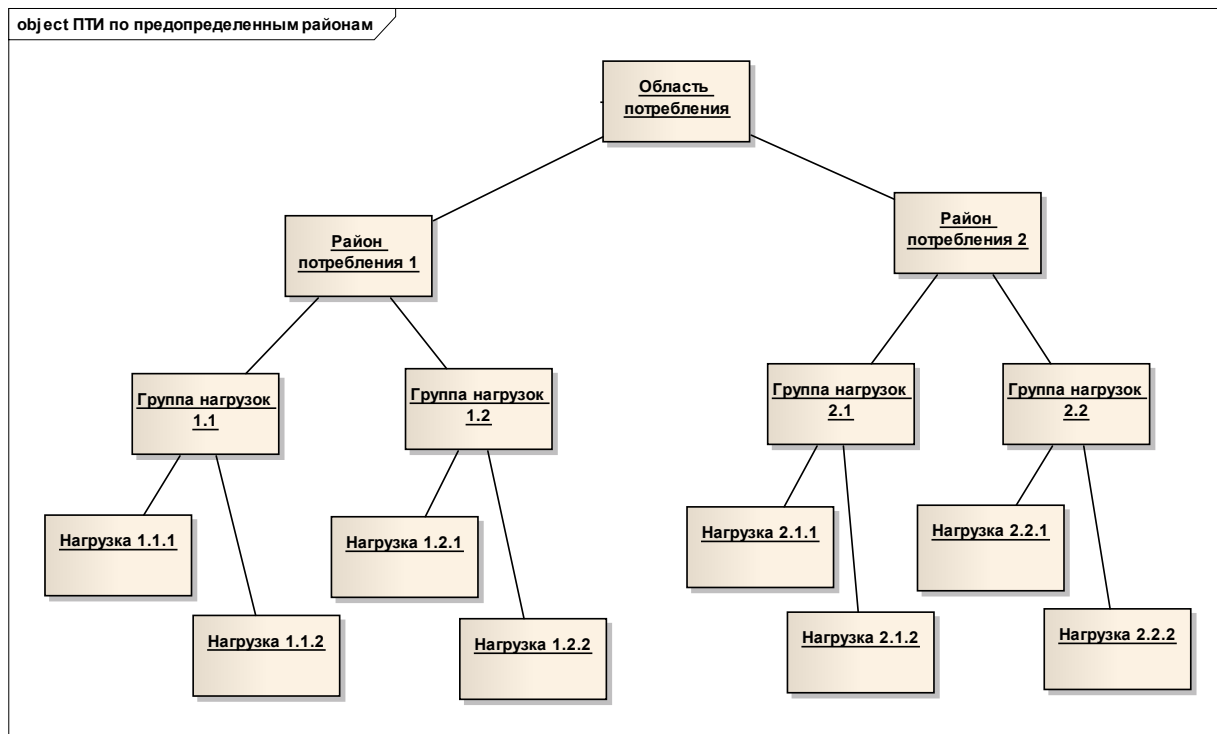 object ПТИ по предопределенным районам
Область
потребления
Район
потребления 1
Район
потребления 2
Группа нагрузок
1.1
Группа нагрузок
1.2
Группа нагрузок
2.1
Группа нагрузок
2.2
Нагрузка 1.1.1
Нагрузка 1.2.1
Нагрузка 2.1.1
Нагрузка 2.2.1
Нагрузка 1.1.2
Нагрузка 1.2.2
Нагрузка 2.1.2
Нагрузка 2.2.2